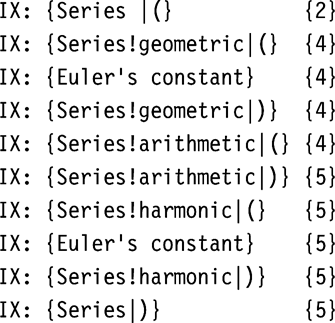 IX: {Series |(} {2}
IX: {Series!geometric|(} {4}
IX: {Euler's constant} {4}
IX: {Series!geometric|)} {4}
IX: {Series!arithmetic|(} {4}
IX: {Series!arithmetic|)} {5}
IX: {Series!harmonic|(} {5}
IX: {Euler's constant} {5}
IX: {Series!harmonic|)} {5}
IX: {Series|)} {5}